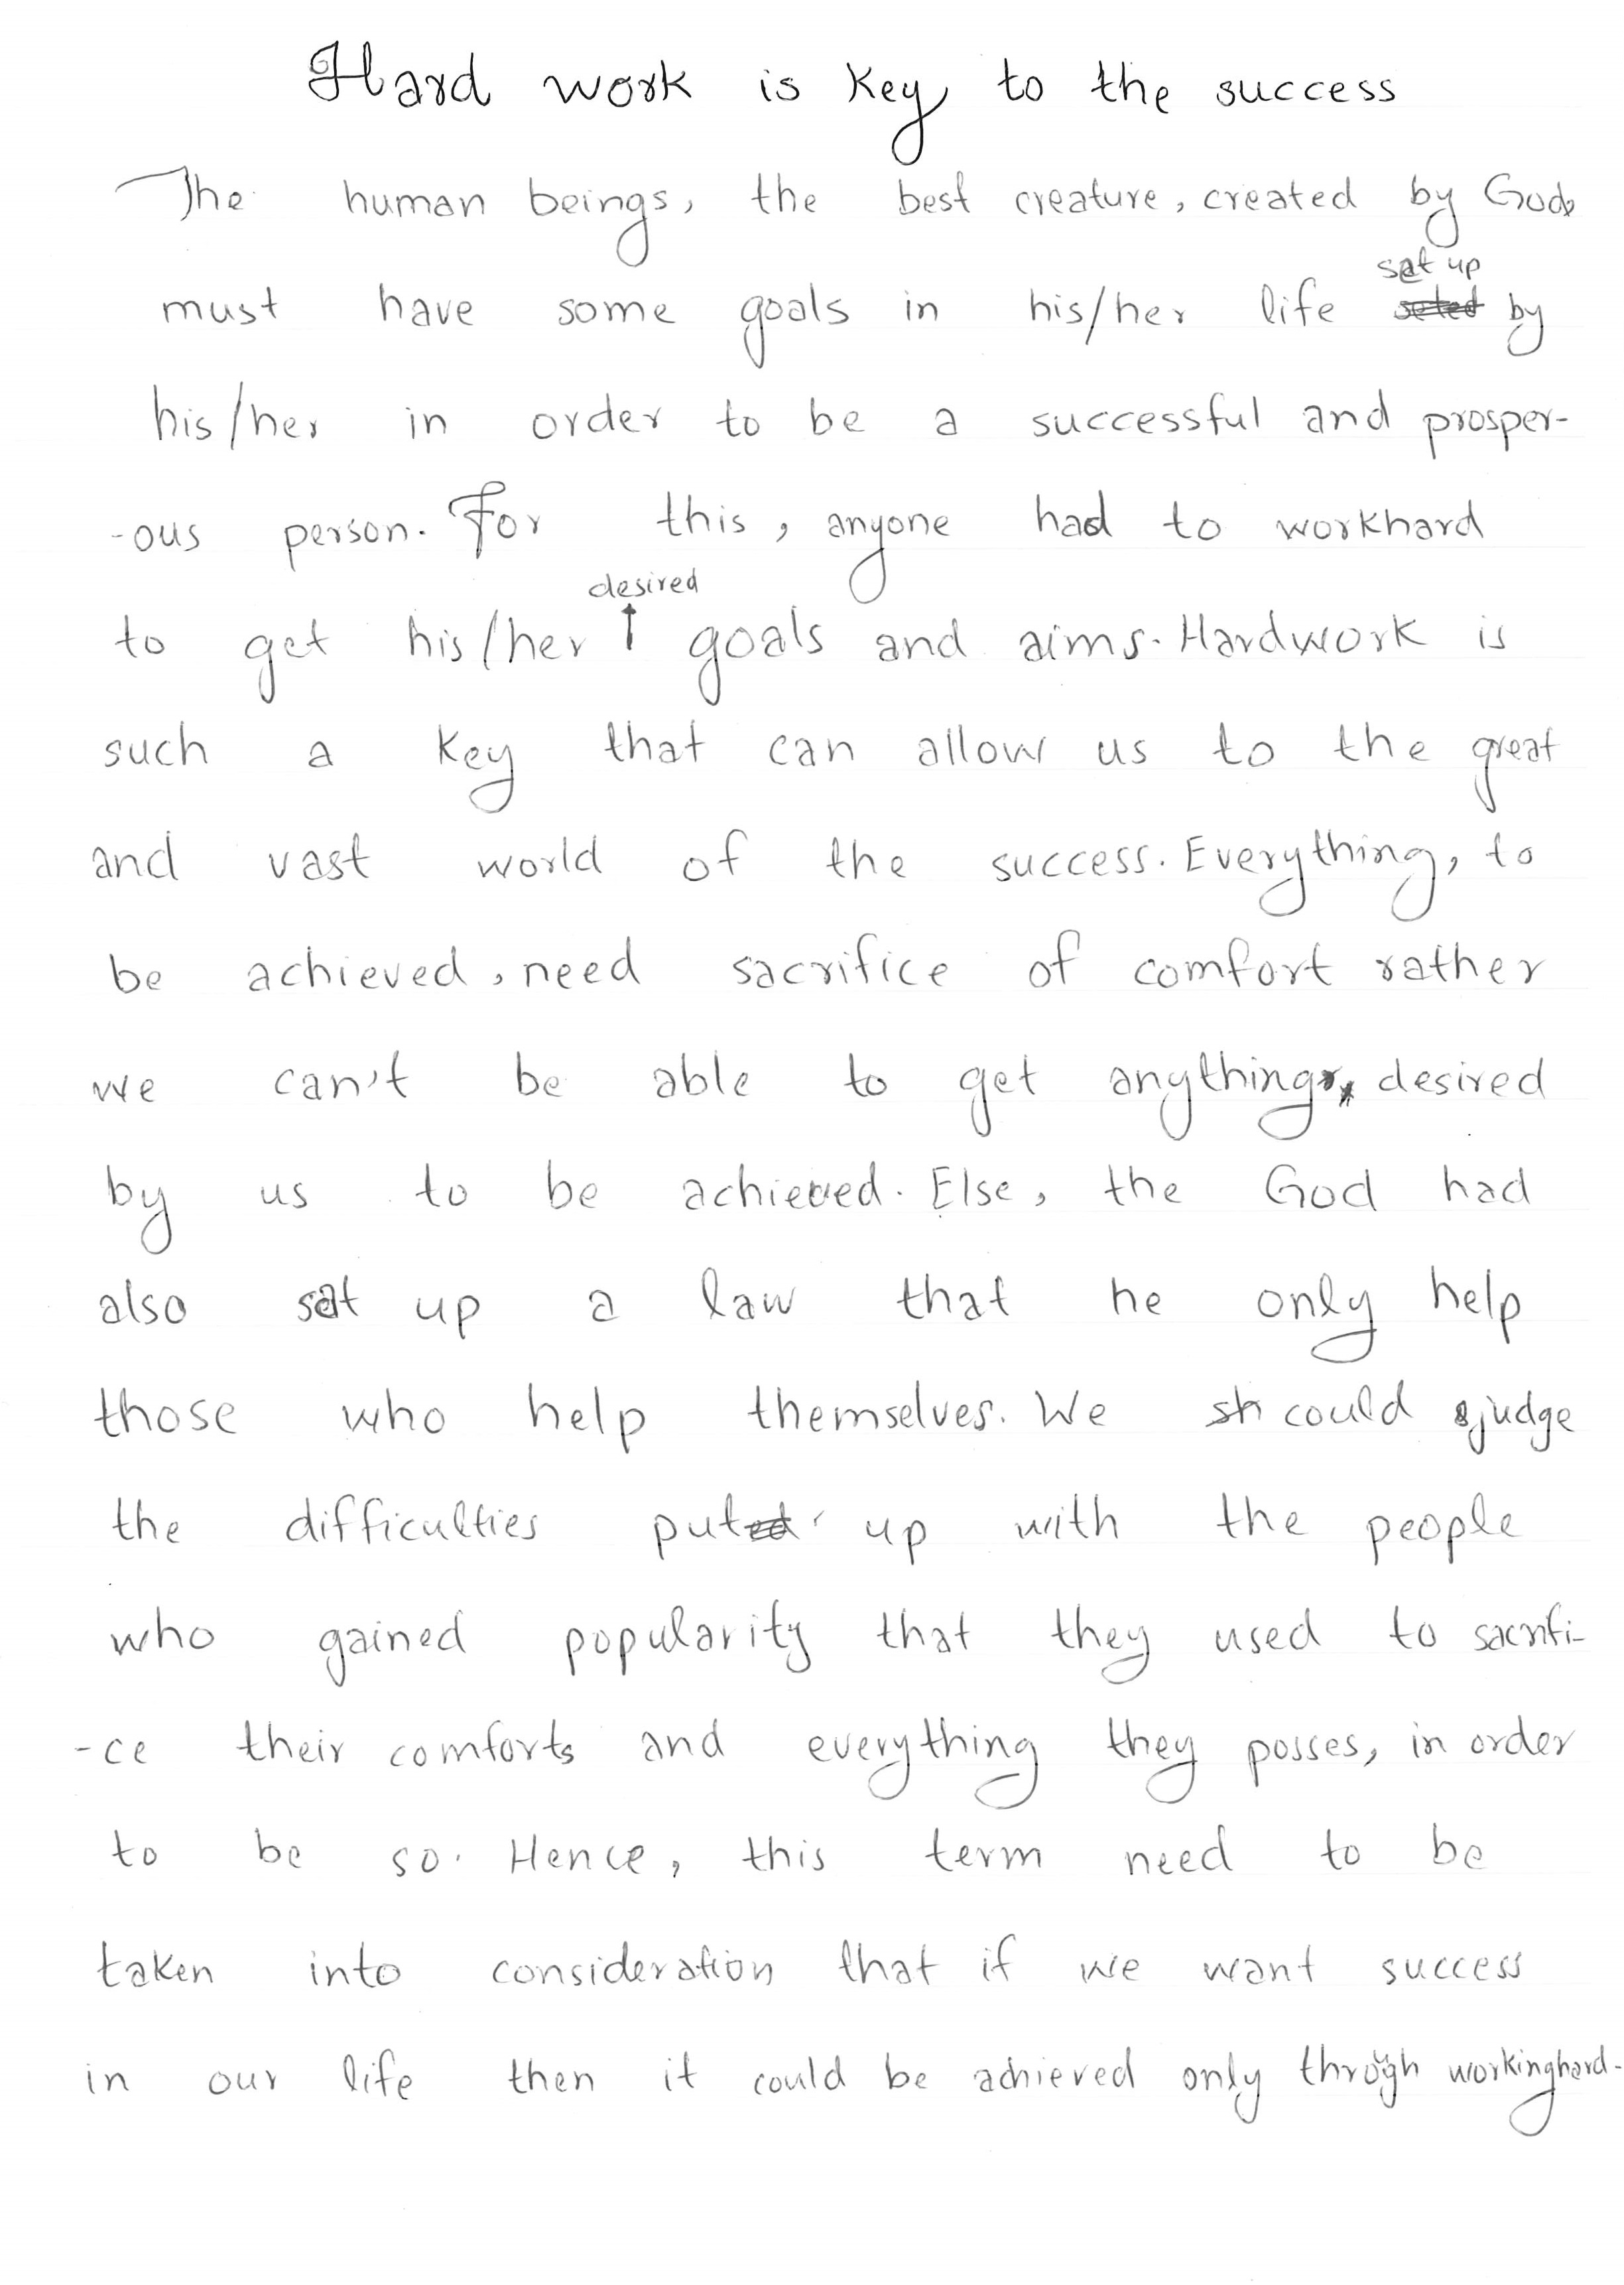 Hard work is key to the success
The human beings, the best creature, created by God,
must have some goals in his/her life set up by
his/her in order to be a successful and prosper-
-ous person. For this, anyone had to workhard
to get his/her desired goals and aims. Hardwork is
such a key that can allow us to the great
and vast world of the success. Everything, to
be achieved, need sacrifice of comfort rather
we can't be able to get anything desired
by us to be achieved. Else, the God had
also set up a law that he only help
those who help themselves. We could judge
the difficulties put up with the people
who gained popularity that they used to sacrifi-
-ce their comforts and everything they posses, in order
to be so. Hence, this term need to be
taken into consideration that if we want success
in our life then it could be achieved only through workinghard.